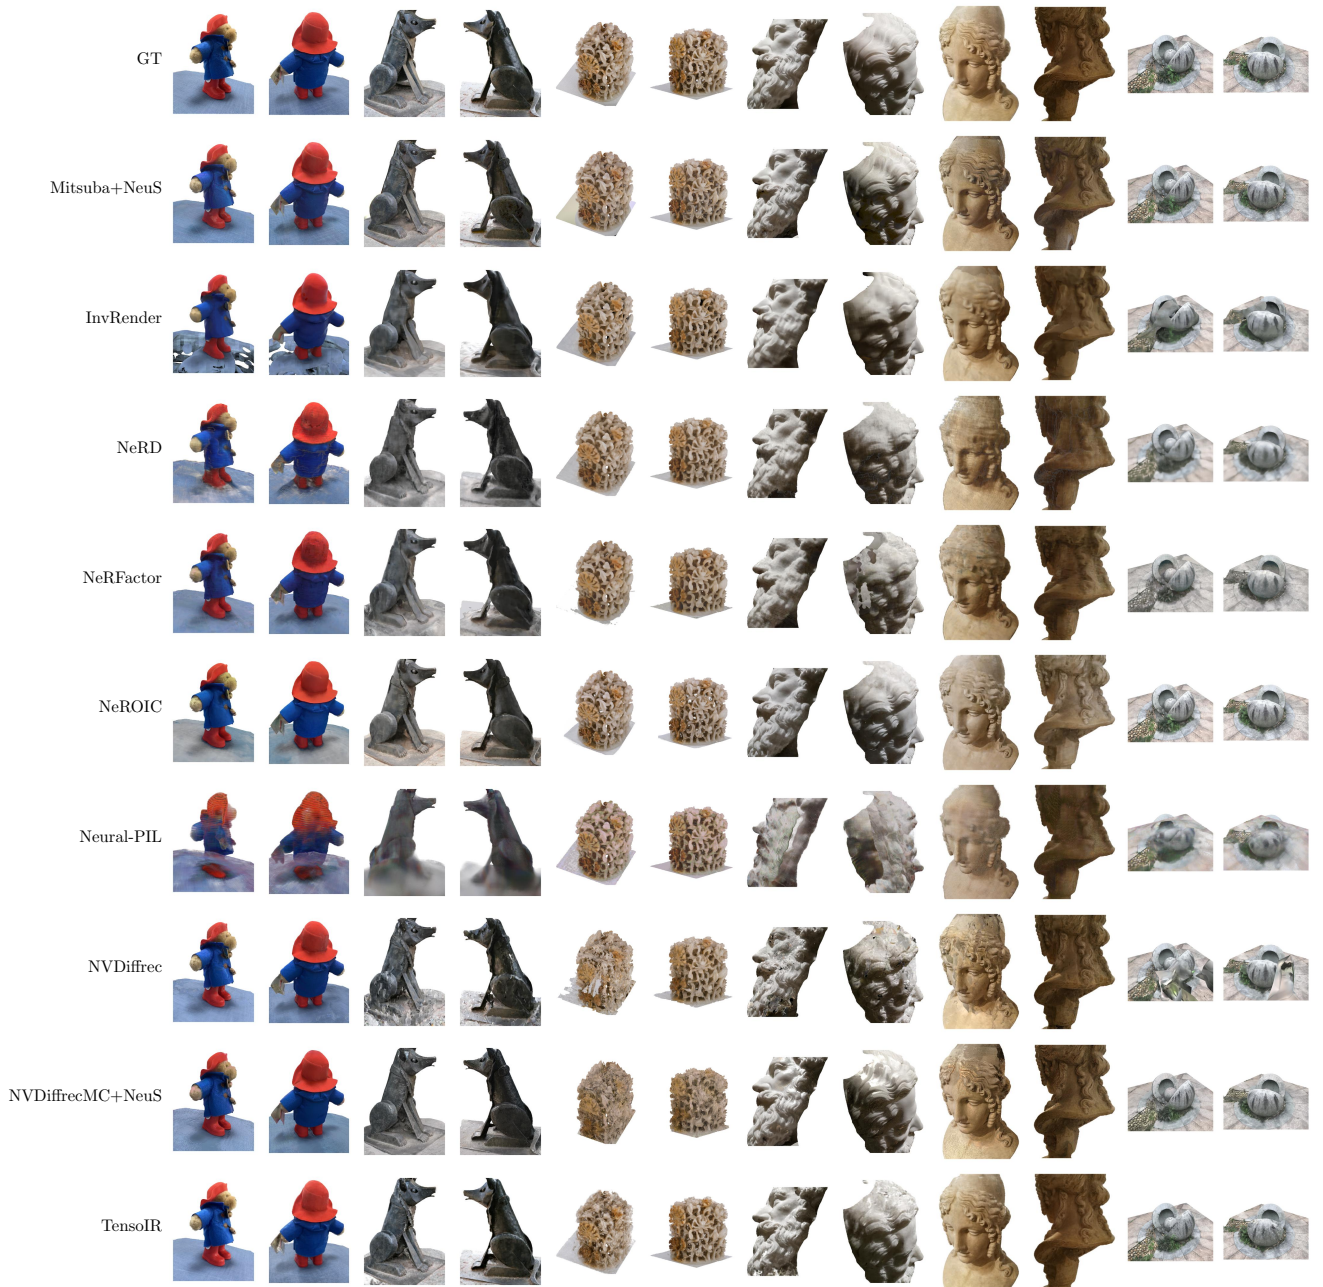 GT
Mitsuba+NeuS
InvRender
NeRD
NeRFactor
NeROIC
Neural-PIL
NVDiffrec
NVDiffrecMC+NeuS
TensoIR